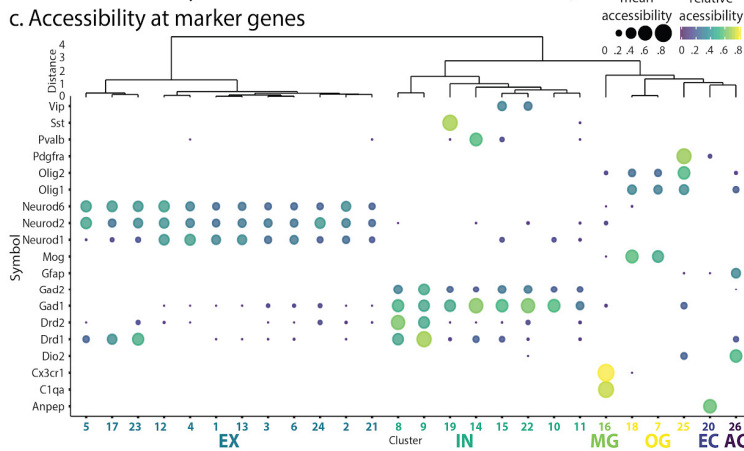 mean
relative
c. Accessibility at marker genes
accessibility
acessibility
0 .2 .4 .6 .8
0 .2 .4 .6 .8
Distance
4
3
2
1
0
Symbol
Vip
Sst
Pvalb
Pdgfra
Olig2
Olig1
Neurod6
Neurod2
Neurod1
Mog
Gfap
Gad2
Gad1
Drd2
Drd1
Dio2
Cx3cr1
C1qa
Anpep
5 17 23 12 4 1 13 3 6 24 2 21 8 9 19 14 15 22 10 11 16 18 7 25 20 26
EX Cluster IN MG OG EC AC